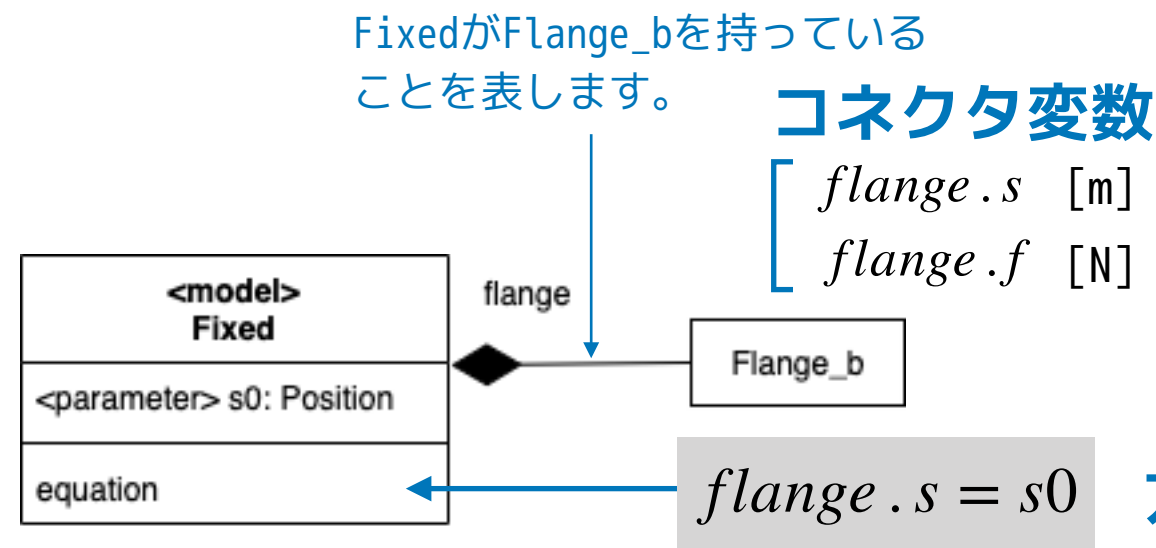 FixedがFlange_bを持っている
ことを表します。
コネクタ変数
flange.s [m]
flange.f [N]
<model>
Fixed
flange
Flange_b
<parameter> s0: Position
equation
flange.s = s0